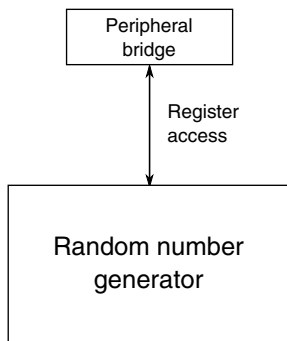 Peripheral
bridge
Register
access
Random number
generator